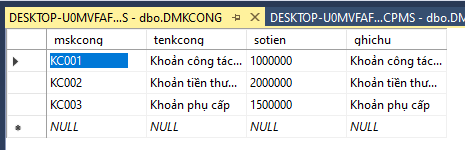 DESKTOP-U0MVFAF...S - dbo.DMKCONG DESKTOP-U0MVFAF...CPMS - dbo.DM
mskcong tenkcong sotien ghichu
KC001 Khoản công tác... 1000000 Khoản công tác...
KC002 Khoản tiền thư... 2000000 Khoản tiền thư...
KC003 Khoản phụ cấp 1500000 Khoản phụ cấp
NULL NULL NULL NULL